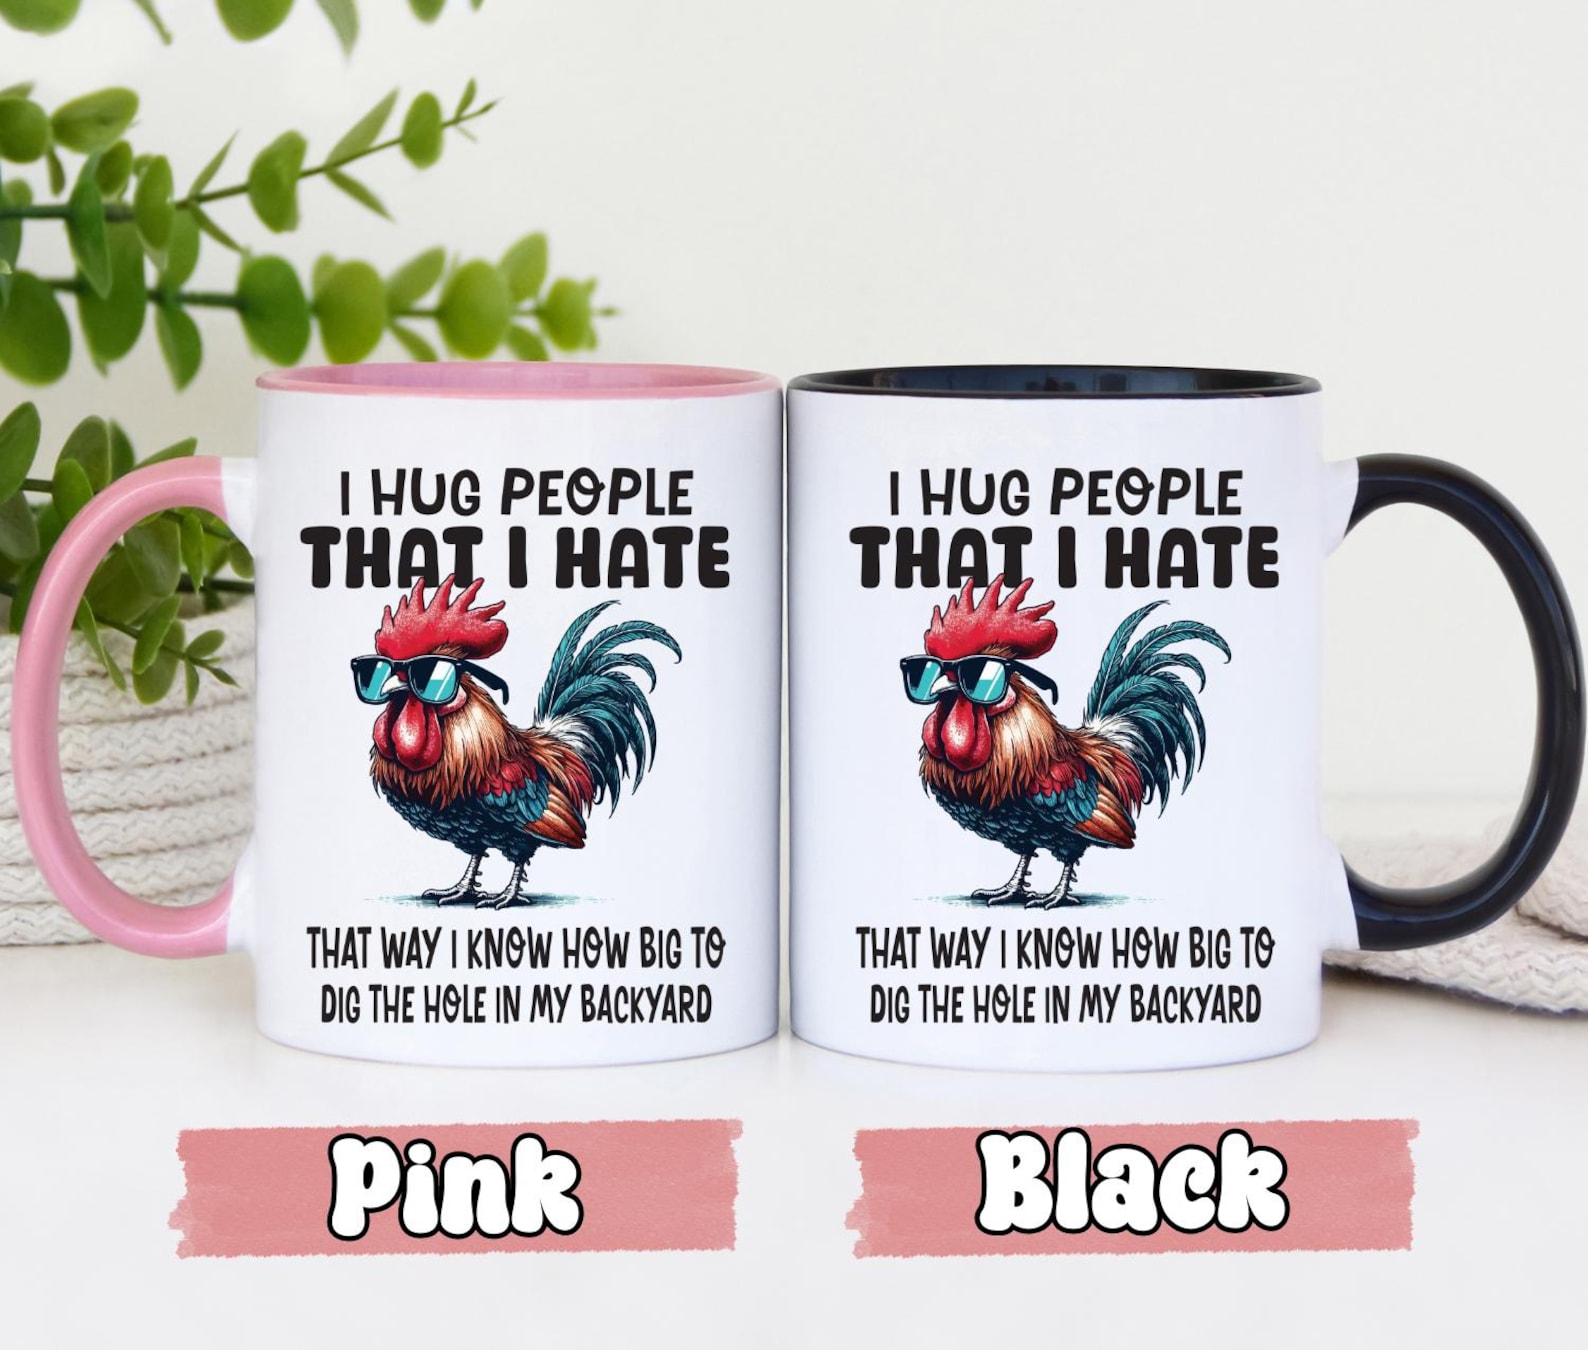 I HUG PEOPLE
THAT I HATE
THAT WAY I KNOW HOW BIG TO
DIG THE HOLE IN MY BACKYARD
I HUG PEOPLE
THAT I HATE
THAT WAY I KNOW HOW BIG TO
DIG THE HOLE IN MY BACKYARD
Pink
Black